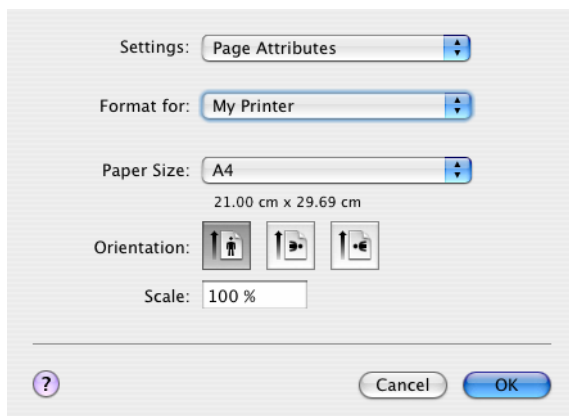 Settings: Page Attributes
Format for: My Printer
Paper Size: A4
21.00 cm x 29.69 cm
Orientation:
Scale: 100 %
? Cancel OK